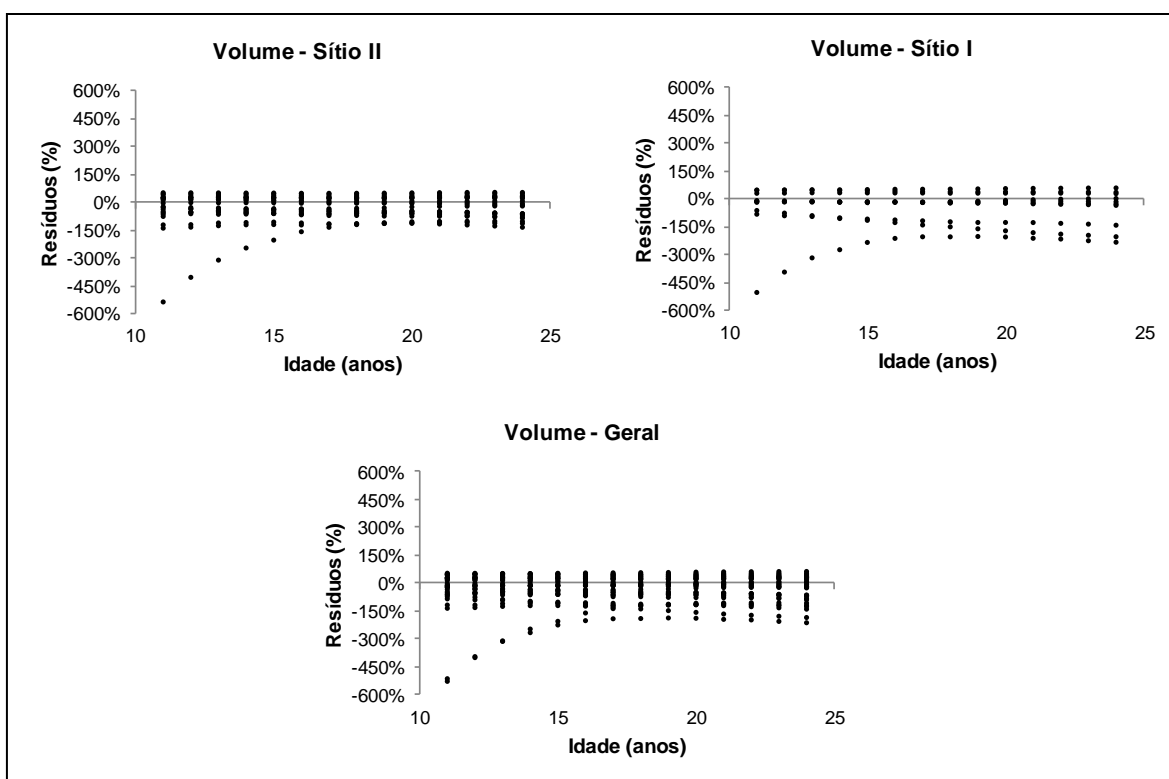 Volume - Sítio II
600%
450%
300%
150%
0%
-150%
-300%
-450%
-600%
Resíduos (%)
10 15 20 25
Idade (anos)
Volume - Sítio I
600%
450%
300%
150%
0%
-150%
-300%
-450%
-600%
Resíduos (%)
10 15 20 25
Idade (anos)
Volume - Geral
600%
450%
300%
150%
0%
-150%
-300%
-450%
-600%
Resíduos (%)
10 15 20 25
Idade (anos)